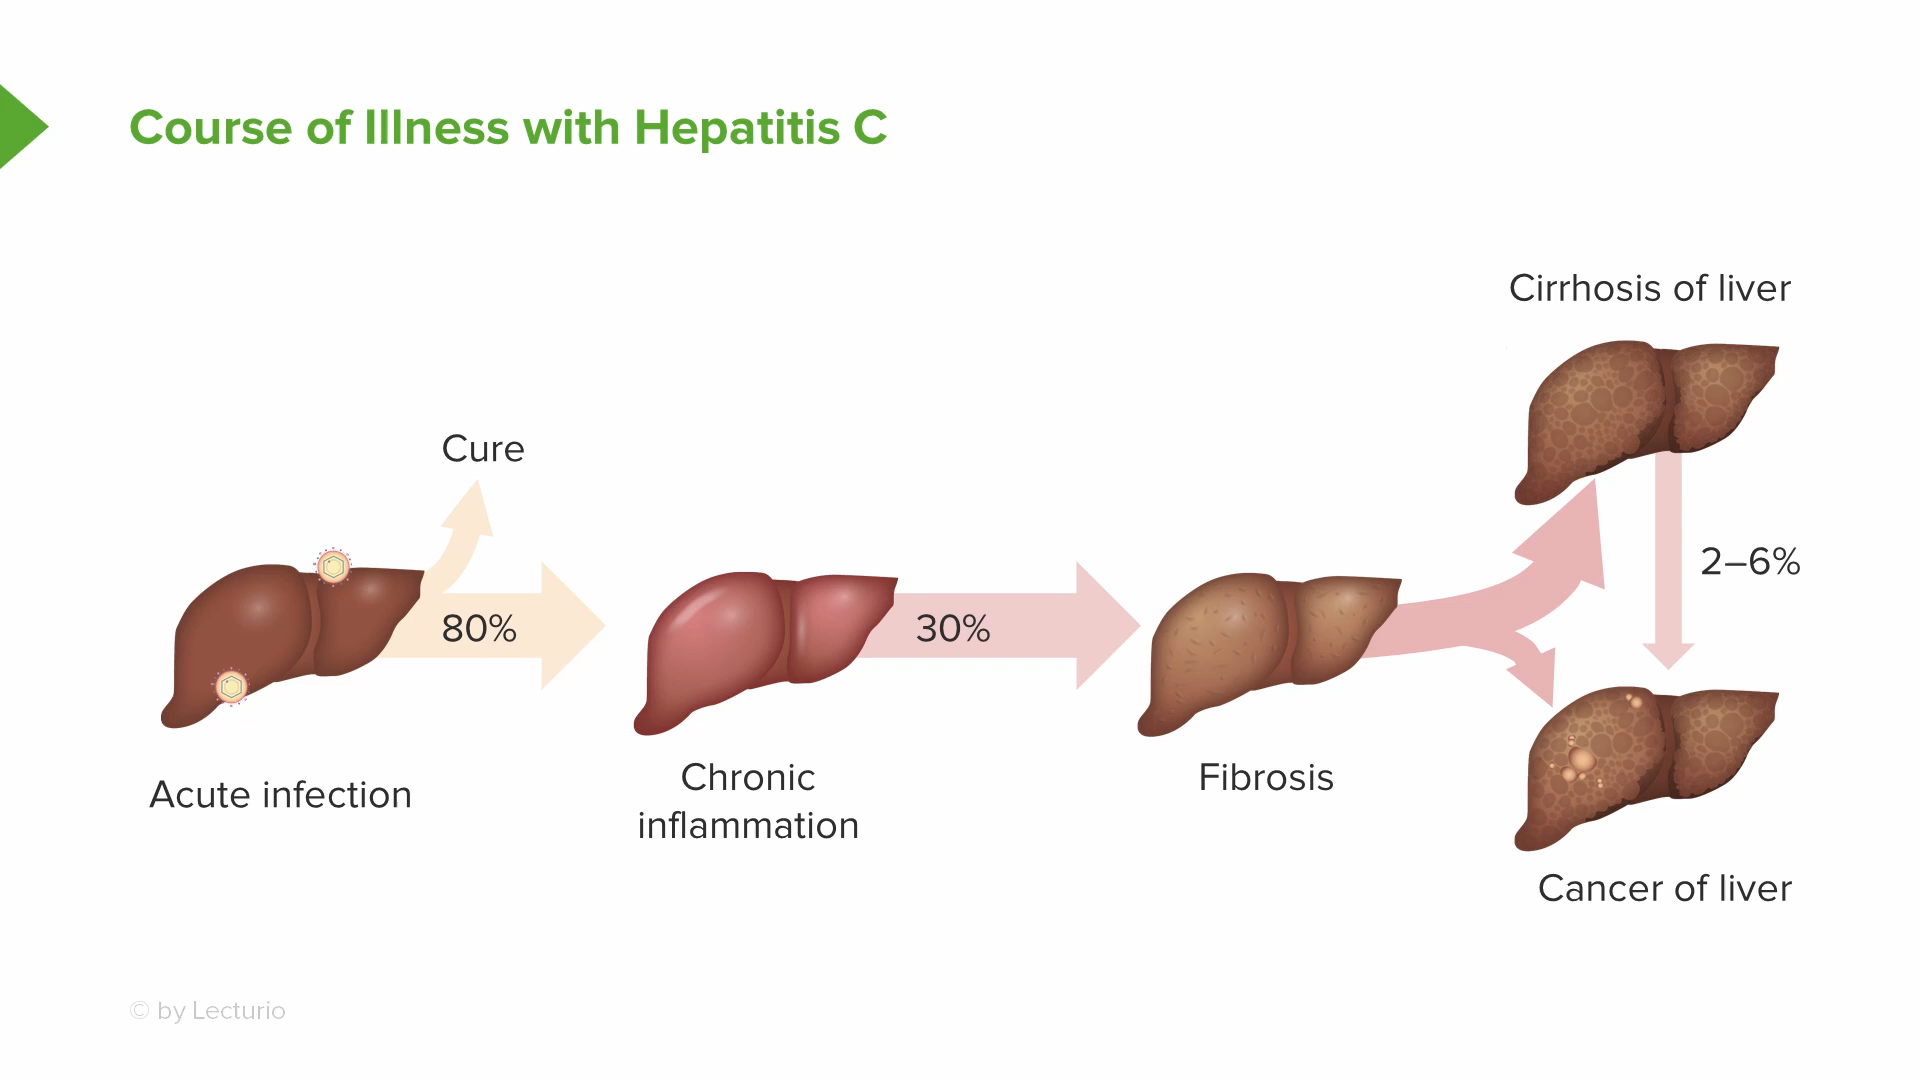 Course of Illness with Hepatitis C
Cirrhosis of liver
Cure
2–6%
80%
30%
Acute infection
Chronic
inflammation
Fibrosis
Cancer of liver
© by Lecturio